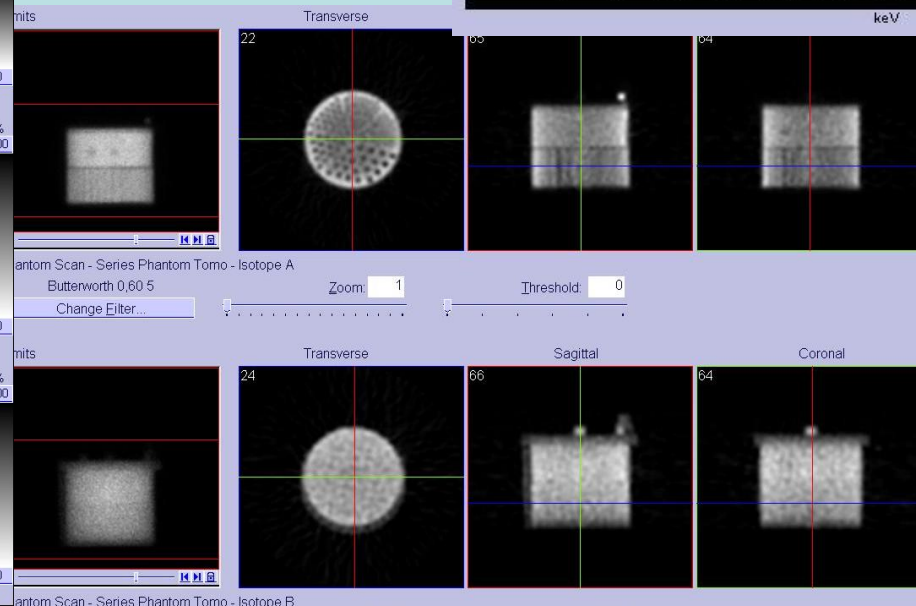 keV
mits Transverse
22 65 64
antom Scan - Series Phantom Tomo - Isotope A
Butterworth 0,60 5 Zoom: 1 Threshold: 0
Change Filter...
mits Transverse Sagittal Coronal
24 66 64
antom Scan - Series Phantom Tomo - Isotope B